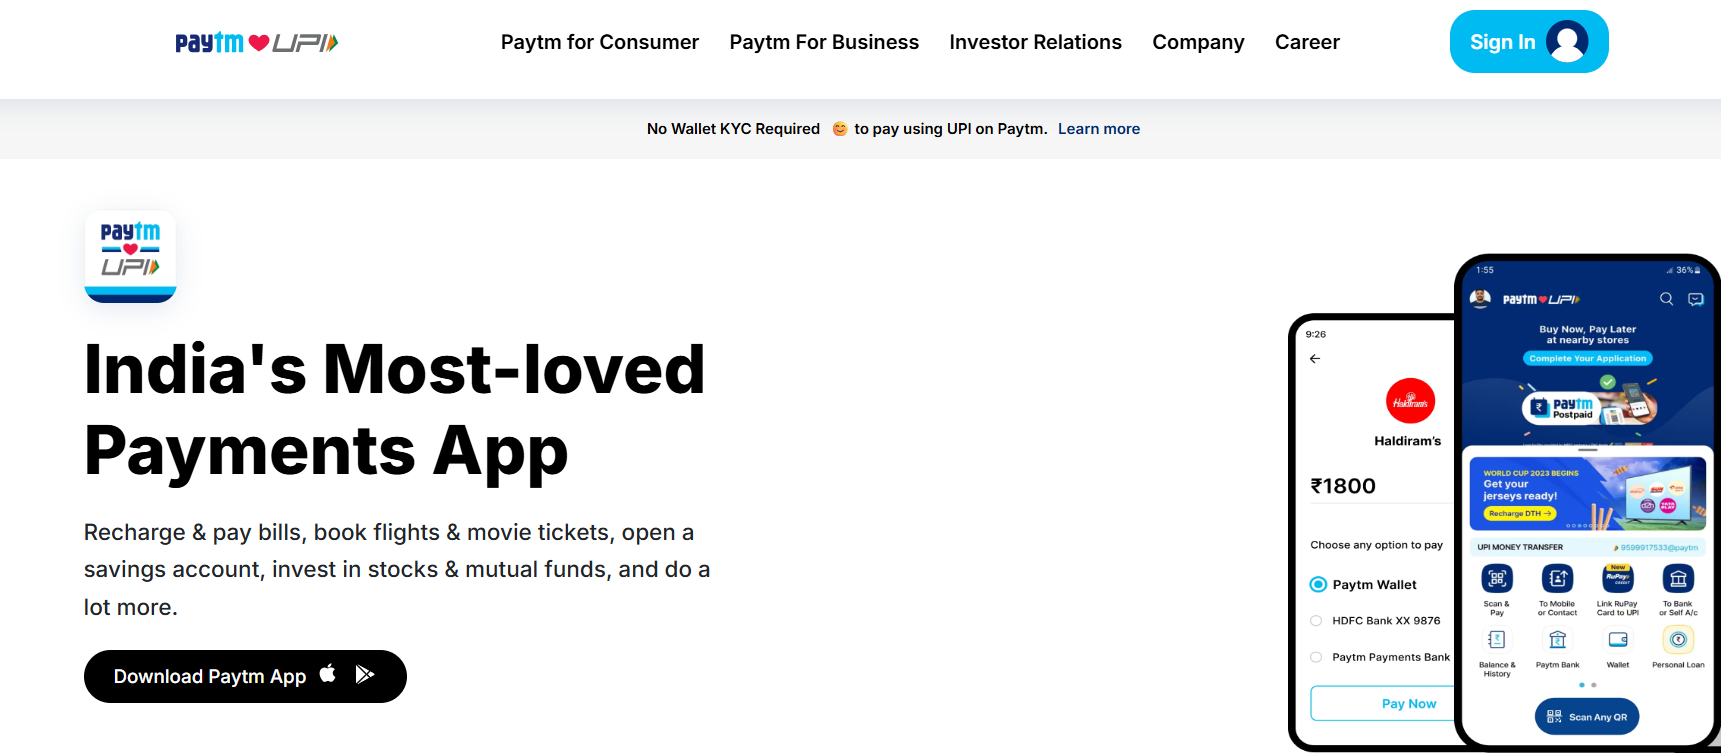 paytm UPI
Paytm for Consumer
Paytm For Business
Investor Relations
Company
Career
Sign In
No Wallet KYC Required 😊 to pay using UPI on Paytm. Learn more
paytm
UPI
India's Most-loved
Payments App
Recharge & pay bills, book flights & movie tickets, open a
savings account, invest in stocks & mutual funds, and do a
lot more.
Download Paytm App
9:26
Haldiram's
Haldiram's
₹1800
Choose any option to pay
Paytm Wallet
HDFC Bank XX 9876
Paytm Payments Bank
Pay Now
1:55
36%
paytm UPI
Buy Now, Pay Later
at nearby stores
Complete Your Application
paytm
Postpaid
WORLD CUP 2023 BEGINS
Get your
jerseys ready!
Recharge DTH →
UPI MONEY TRANSFER
9599917533@paytm
Scan &
Pay
To Mobile
or Contact
New
RuPay
CREDIT
Link RuPay
Card to UPI
To Bank
or Self A/c
Balance &
History
Paytm Bank
Wallet
Personal Loan
Scan Any QR